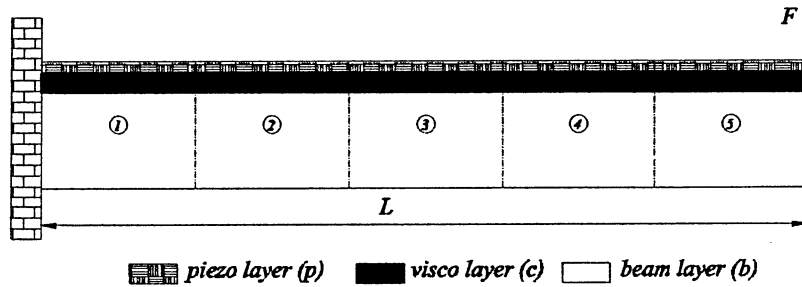 F
① ② ③ ④ ⑤
L
piezo layer (p) visco layer (c) beam layer (b)